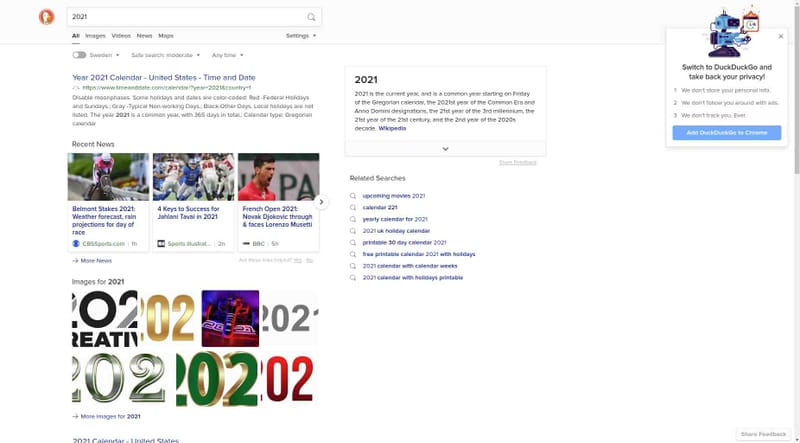 2021
All Images Videos News Maps Settings
Sweden Safe search: moderate Any time
Year 2021 Calendar - United States - Time and Date
https://www.timeanddate.com/calendar/?year=2021&country=1
Disable moonphases. Some holidays and dates are color-coded: Red -Federal Holidays
and Sundays.; Gray -Typical Non-working Days.; Black-Other Days. Local holidays are not
listed. The year 2021 is a common year, with 365 days in total.; Calendar type: Gregorian
calendar
Recent News
Belmont Stakes 2021:
Weather forecast, rain
projections for day of
race
CBSSports.com | 1h
4 Keys to Success for
Jahlani Tavai in 2021
Sports Illustrat... | 2h
French Open 2021:
Novak Djokovic through
& faces Lorenzo Musetti
BBC | 5h
More News
Are these links helpful? Yes No
Images for 2021
202
CREATIV
202
2021
202
2021
202
202
More Images for 2021
2021 Calendar - United States
2021
2021 is the current year, and is a common year starting on Friday
of the Gregorian calendar, the 2021st year of the Common Era and
Anno Domini designations, the 21st year of the 3rd millennium, the
21st year of the 21st century, and the 2nd year of the 2020s
decade. Wikipedia
Share Feedback
Related Searches
upcoming movies 2021
calendar 221
yearly calendar for 2021
2021 uk holiday calendar
printable 30 day calendar 2021
free printable calendar 2021 with holidays
2021 calendar with calendar weeks
2021 calendar with holidays printable
Switch to DuckDuckGo and
take back your privacy!
1 We don't store your personal info.
2 We don't follow you around with ads.
3 We don't track you. Ever.
Add DuckDuckGo to Chrome
Share Feedback